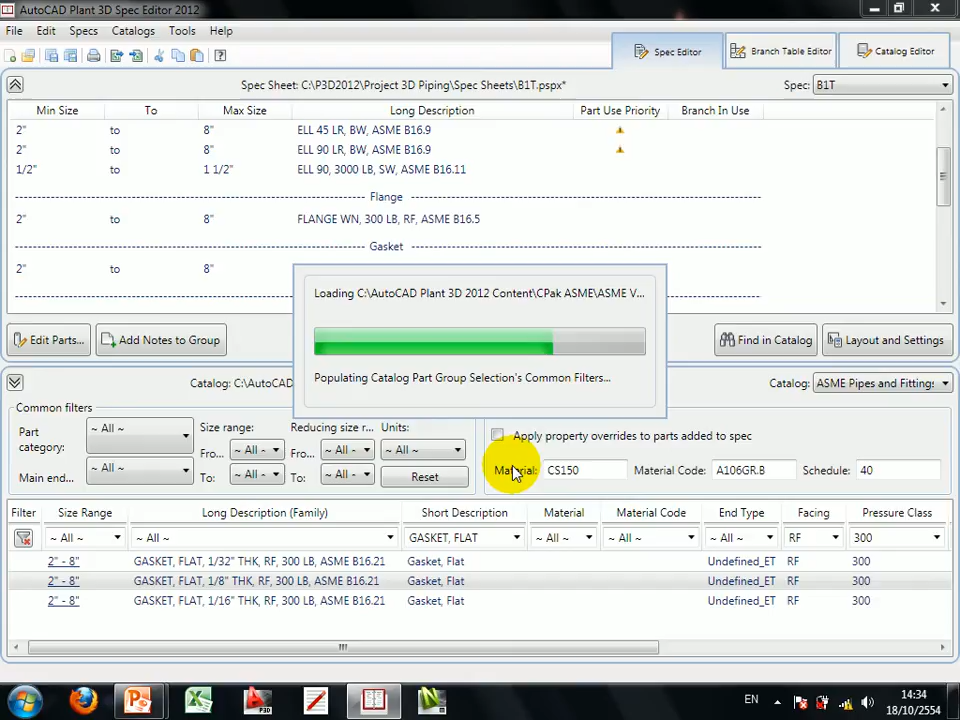 AutoCAD Plant 3D Spec Editor 2012
File Edit Specs Catalogs Tools Help
Spec Editor Branch Table Editor Catalog Editor
Spec Sheet: C:\P3D2012\Project 3D Piping\Spec Sheets\B1T.pspx* Spec: B1T
Min Size To Max Size Long Description Part Use Priority Branch In Use
2" to 8" ELL 45 LR, BW, ASME B16.9
2" to 8" ELL 90 LR, BW, ASME B16.9
1/2" to 1 1/2" ELL 90, 3000 LB, SW, ASME B16.11
Flange
2" to 8" FLANGE WN, 300 LB, RF, ASME B16.5
Gasket
2" to 8"
Loading C:\AutoCAD Plant 3D 2012 Content\CPak ASME\ASME V...
Populating Catalog Part Group Selection's Common Filters...
Edit Parts... Add Notes to Group Find in Catalog Layout and Settings
Catalog: C:\AutoCAD Catalog: ASME Pipes and Fittings
Common filters
Part category: ~ All ~ Size range: Reducing size r... Units:
Fro... ~ All ~ Fro... ~ All ~ ~ All ~
Main end... ~ All ~ To: ~ All ~ To: ~ All ~ Reset
Apply property overrides to parts added to spec
Material: CS150 Material Code: A106GR.B Schedule: 40
Filter Size Range Long Description (Family) Short Description Material Material Code End Type Facing Pressure Class
~ All ~ ~ All ~ GASKET, FLAT ~ All ~ ~ All ~ ~ All ~ RF 300
2" - 8" GASKET, FLAT, 1/32" THK, RF, 300 LB, ASME B16.21 Gasket, Flat Undefined_ET RF 300
2" - 8" GASKET, FLAT, 1/8" THK, RF, 300 LB, ASME B16.21 Gasket, Flat Undefined_ET RF 300
2" - 8" GASKET, FLAT, 1/16" THK, RF, 300 LB, ASME B16.21 Gasket, Flat Undefined_ET RF 300
EN 14:34
18/10/2554